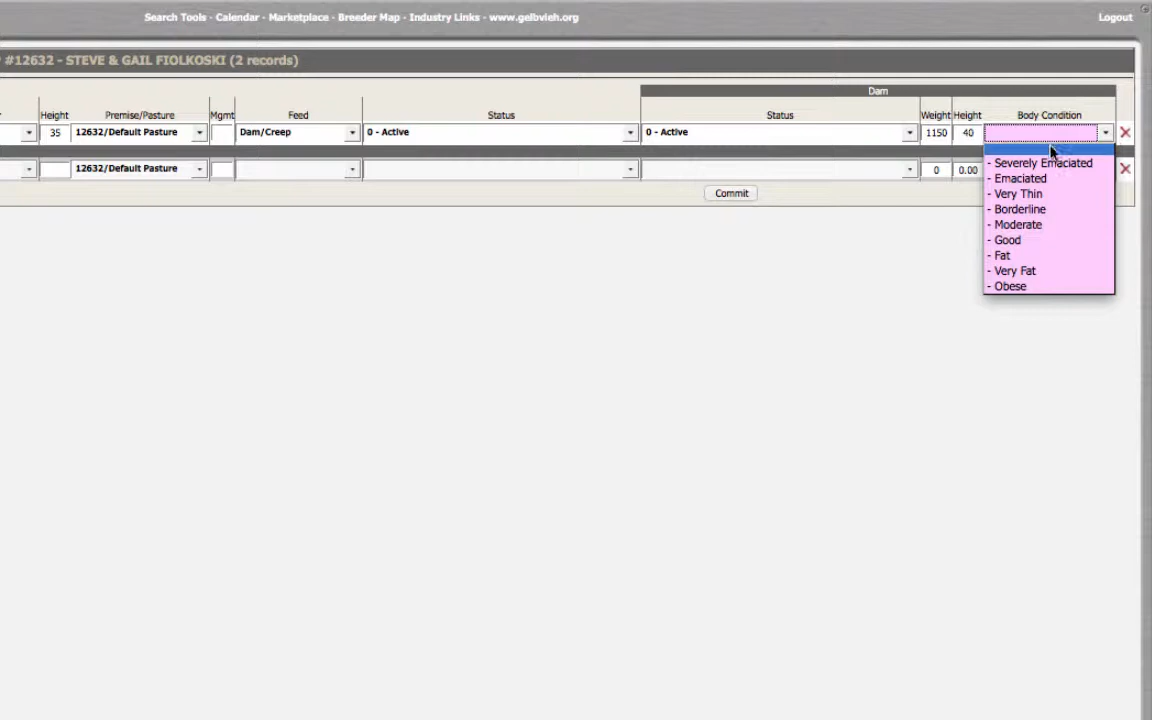 Search Tools - Calendar - Marketplace - Breeder Map - Industry Links - www.gelbvieh.org
Logout
#12632 - STEVE & GAIL FIOLKOSKI (2 records)
Dam
Height Premise/Pasture Mgmt Feed Status Status Weight Height Body Condition
35 12632/Default Pasture Dam/Creep 0 - Active 0 - Active 1150 40
12632/Default Pasture 0 0.00
Commit
- Severely Emaciated
- Emaciated
- Very Thin
- Borderline
- Moderate
- Good
- Fat
- Very Fat
- Obese